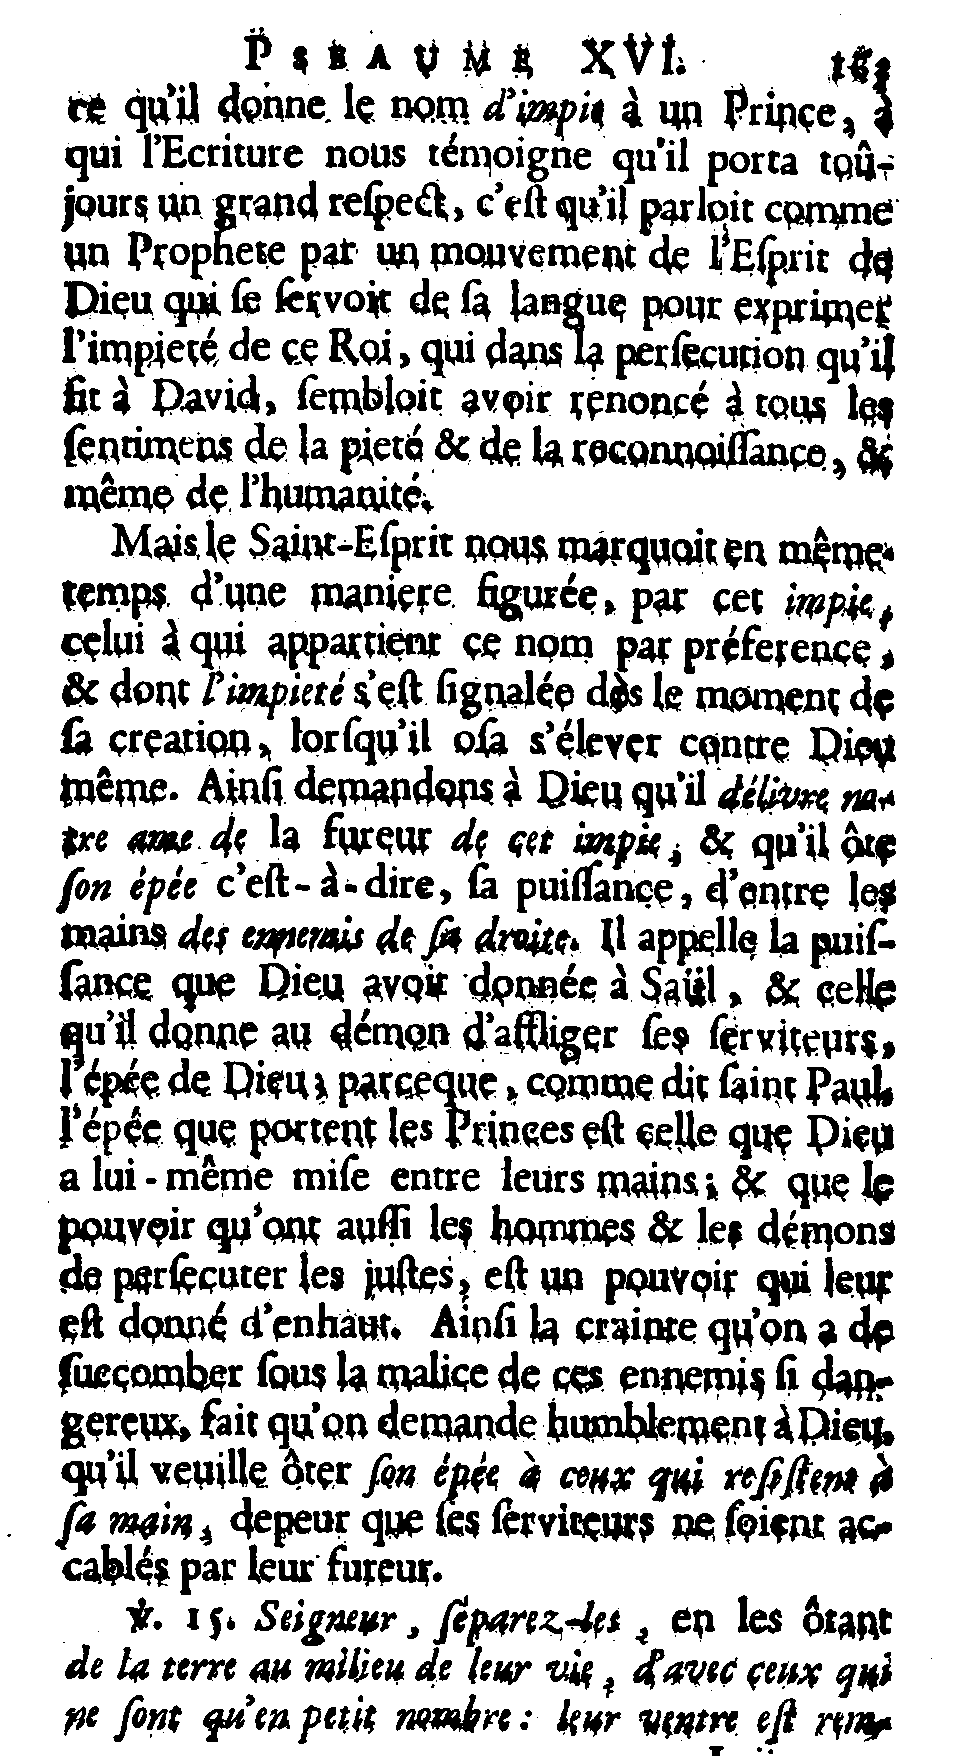 PSEAUME XVI.
re qu'il donne le nom d'impie à un Prince, à
qui l'Ecriture nous témoigne qu'il porta toû-
jours un grand reſpect, c'eſt qu'il parloit comme
un Prophete par un mouvement de l'Eſprit de
Dieu qui ſe ſervoit de ſa langue pour exprimer
l'impieté de ce Roi, qui dans la perſecution qu'il
fit à David, ſembloit avoir renoncé à tous les
ſentimens de la pieté & de la reconnoiſſance, &
même de l'humanité.
Mais le Saint-Eſprit nous marquoit en même-
temps d'une maniere figurée, par cet impie,
celui à qui appartient ce nom par préference,
& dont l'impieté s'eſt ſignalée dès le moment de
ſa creation, lorſqu'il oſa s'élever contre Dieu
même. Ainſi demandons à Dieu qu'il délivre no-
tre ame de la fureur de cet impie, & qu'il ôte
ſon épée c'eſt-à-dire, ſa puiſſance, d'entre les
mains des ennemis de ſa droite. Il appelle la puiſ-
ſance que Dieu avoit donnée à Saül, & celle
qu'il donne au démon d'affliger ſes ſerviteurs,
l'épée de Dieu; parceque, comme dit ſaint Paul,
l'épée que portent les Princes eſt celle que Dieu
a lui-même miſe entre leurs mains; & que le
pouvoir qu'ont auſſi les hommes & les démons
de perſecuter les juſtes, eſt un pouvoir qui leur
eſt donné d'enhaut. Ainſi la crainte qu'on a de
ſuccomber ſous la malice de ces ennemis ſi dan-
gereux, fait qu'on demande humblement à Dieu,
qu'il veuille ôter ſon épée à ceux qui reſiſtent à
ſa main, depeur que ſes ſerviteurs ne ſoient ac-
cablés par leur fureur.
℣. 15. Seigneur, ſéparez-les, en les ôtant
de la terre au milieu de leur vie, d'avec ceux qui
ne ſont qu'en petit nombre: leur ventre eſt rem-